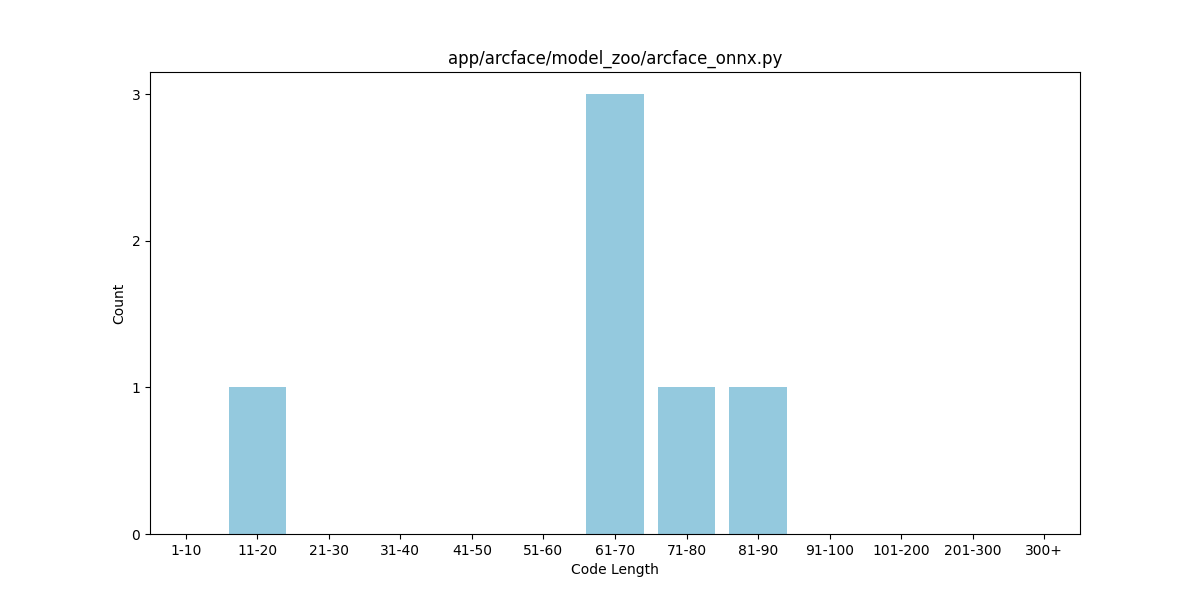 app/arcface/model_zoo/arcface_onnx.py
3
2
1
0
Count
1-10 11-20 21-30 31-40 41-50 51-60 61-70 71-80 81-90 91-100 101-200 201-300 300+
Code Length